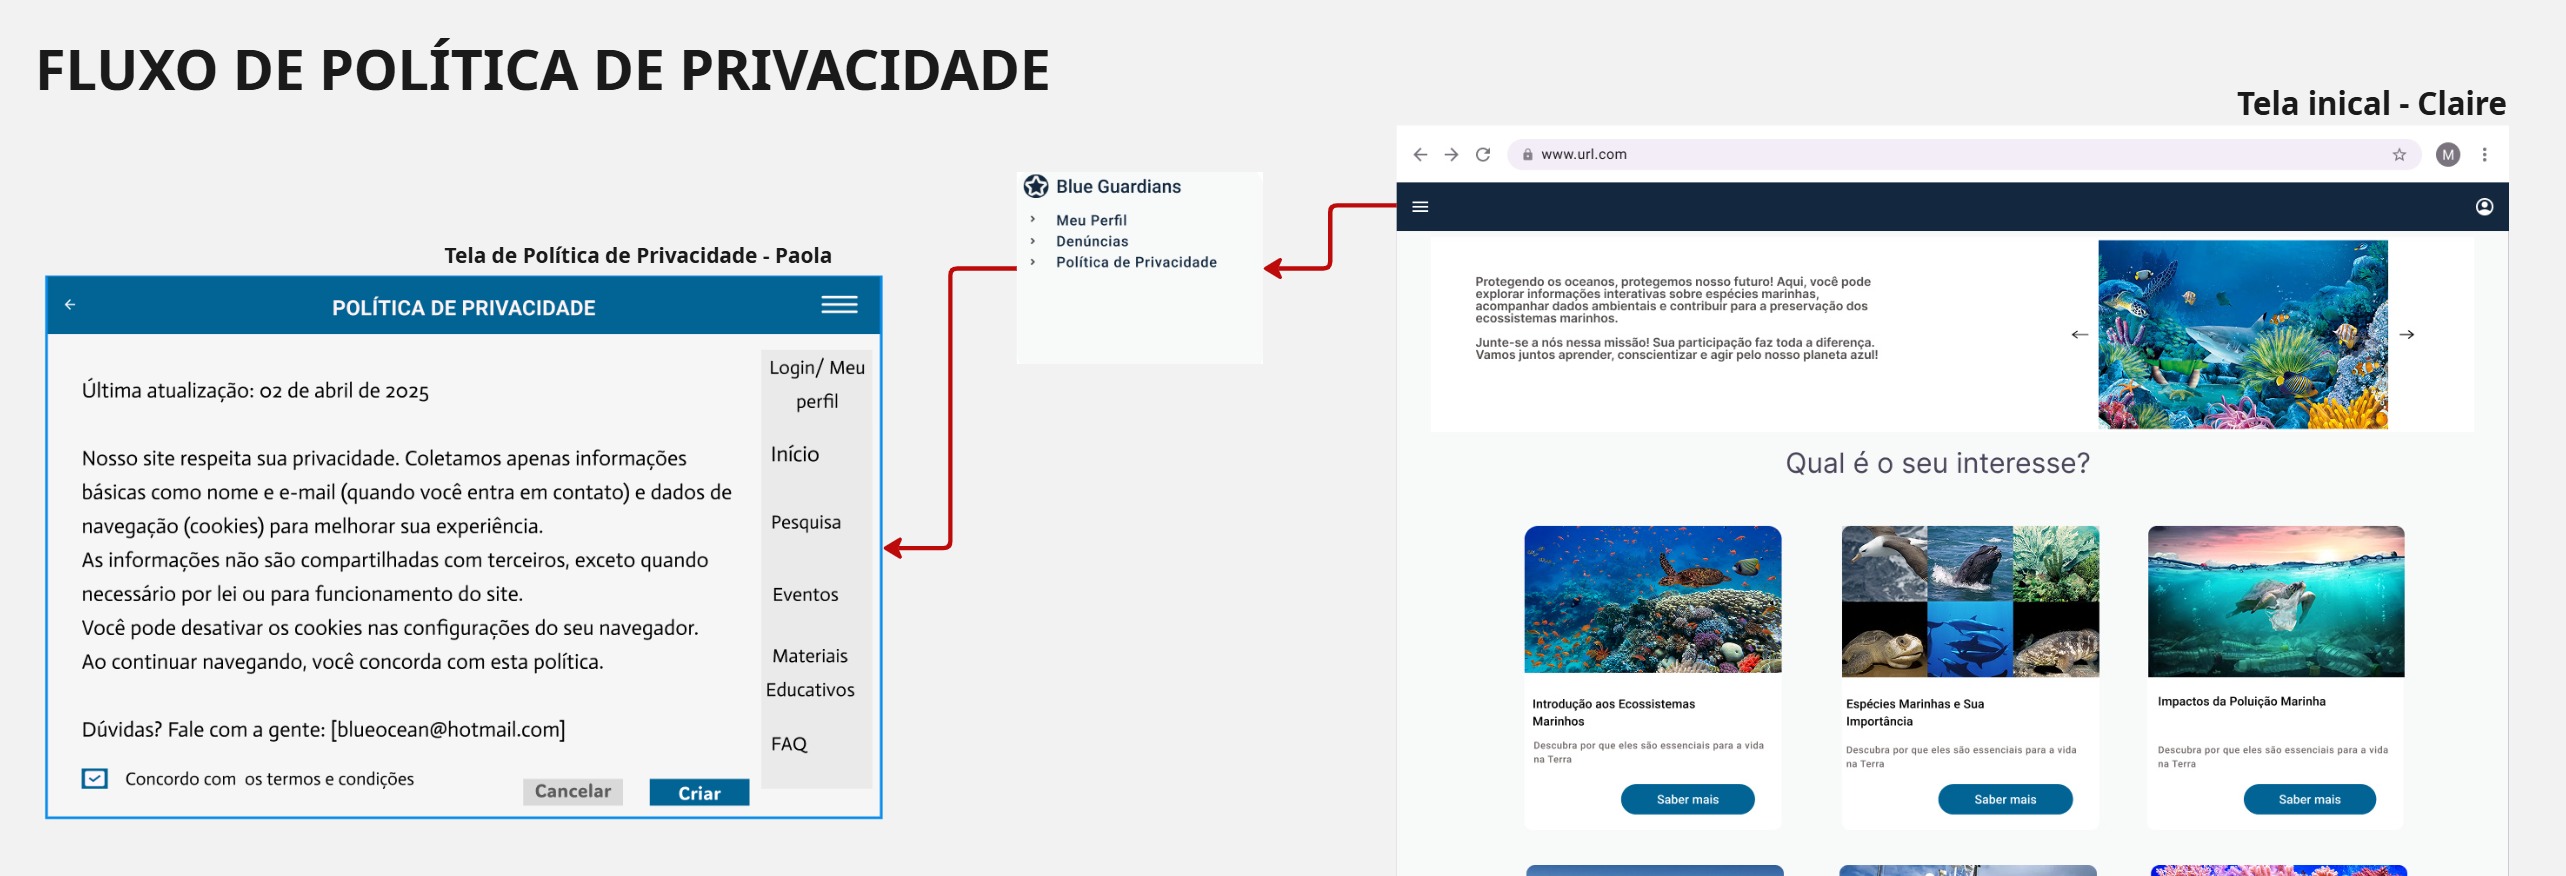 FLUXO DE POLÍTICA DE PRIVACIDADE
Tela de Política de Privacidade - Paola
POLÍTICA DE PRIVACIDADE
Última atualização: 02 de abril de 2025
Nosso site respeita sua privacidade. Coletamos apenas informações
básicas como nome e e-mail (quando você entra em contato) e dados de
navegação (cookies) para melhorar sua experiência.
As informações não são compartilhadas com terceiros, exceto quando
necessário por lei ou para funcionamento do site.
Você pode desativar os cookies nas configurações do seu navegador.
Ao continuar navegando, você concorda com esta política.
Dúvidas? Fale com a gente: [blueocean@hotmail.com]
Concordo com os termos e condições
Cancelar
Criar
Login/ Meu
perfil
Início
Pesquisa
Eventos
Materiais
Educativos
FAQ
Blue Guardians
Meu Perfil
Denúncias
Política de Privacidade
Tela inical - Claire
www.url.com
M
Protegendo os oceanos, protegemos nosso futuro! Aqui, você pode
explorar informações interativas sobre espécies marinhas,
acompanhar dados ambientais e contribuir para a preservação dos
ecossistemas marinhos.
Junte-se a nós nessa missão! Sua participação faz toda a diferença.
Vamos juntos aprender, conscientizar e agir pelo nosso planeta azul!
Qual é o seu interesse?
Introdução aos Ecossistemas
Marinhos
Descubra por que eles são essenciais para a vida
na Terra
Saber mais
Espécies Marinhas e Sua
Importância
Descubra por que eles são essenciais para a vida
na Terra
Saber mais
Impactos da Poluição Marinha
Descubra por que eles são essenciais para a vida
na Terra
Saber mais